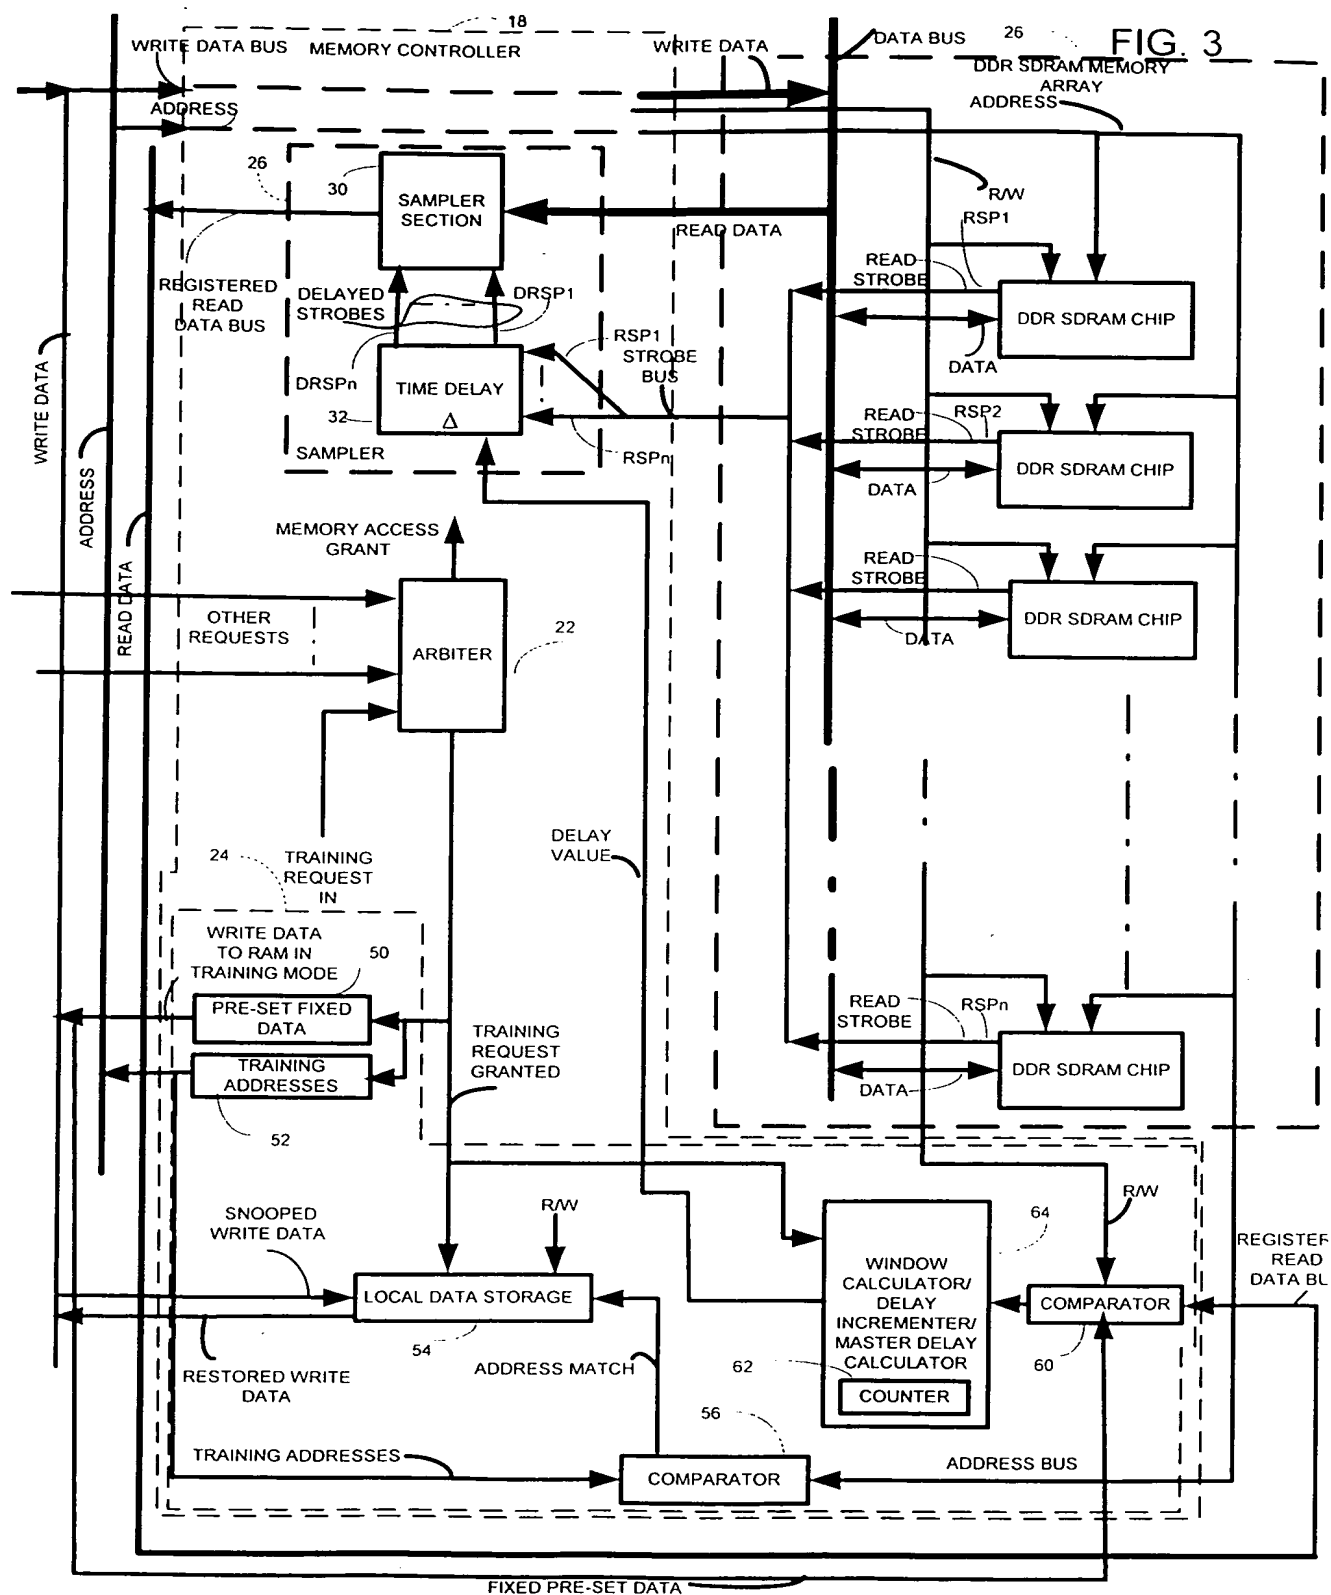 18
26
FIG. 3
WRITE DATA BUS
MEMORY CONTROLLER
WRITE DATA
DATA BUS
DDR SDRAM MEMORY
ARRAY
ADDRESS
ADDRESS
26
30
SAMPLER
SECTION
R/W
RSP1
READ DATA
READ
STROBE
REGISTERED
READ
DATA BUS
DELAYED
STROBES
DRSP1
DDR SDRAM CHIP
RSP1
STROBE
BUS
DATA
DRSPn
TIME DELAY
Δ
32
SAMPLER
RSPn
READ
STROBE
RSP2
DDR SDRAM CHIP
DATA
WRITE DATA
ADDRESS
READ DATA
MEMORY ACCESS
GRANT
READ
STROBE
DDR SDRAM CHIP
DATA
OTHER
REQUESTS
ARBITER
22
TRAINING
REQUEST
IN
24
DELAY
VALUE
WRITE DATA
TO RAM IN
TRAINING MODE
50
PRE-SET FIXED
DATA
TRAINING
ADDRESSES
52
TRAINING
REQUEST
GRANTED
READ
STROBE
RSPn
DDR SDRAM CHIP
DATA
SNOOPED
WRITE DATA
R/W
R/W
64
REGISTER
READ
DATA BU
LOCAL DATA STORAGE
54
WINDOW
CALCULATOR/
DELAY
INCREMENTER/
MASTER DELAY
CALCULATOR
62
COUNTER
COMPARATOR
60
RESTORED WRITE
DATA
ADDRESS MATCH
56
TRAINING ADDRESSES
COMPARATOR
ADDRESS BUS
FIXED PRE-SET DATA